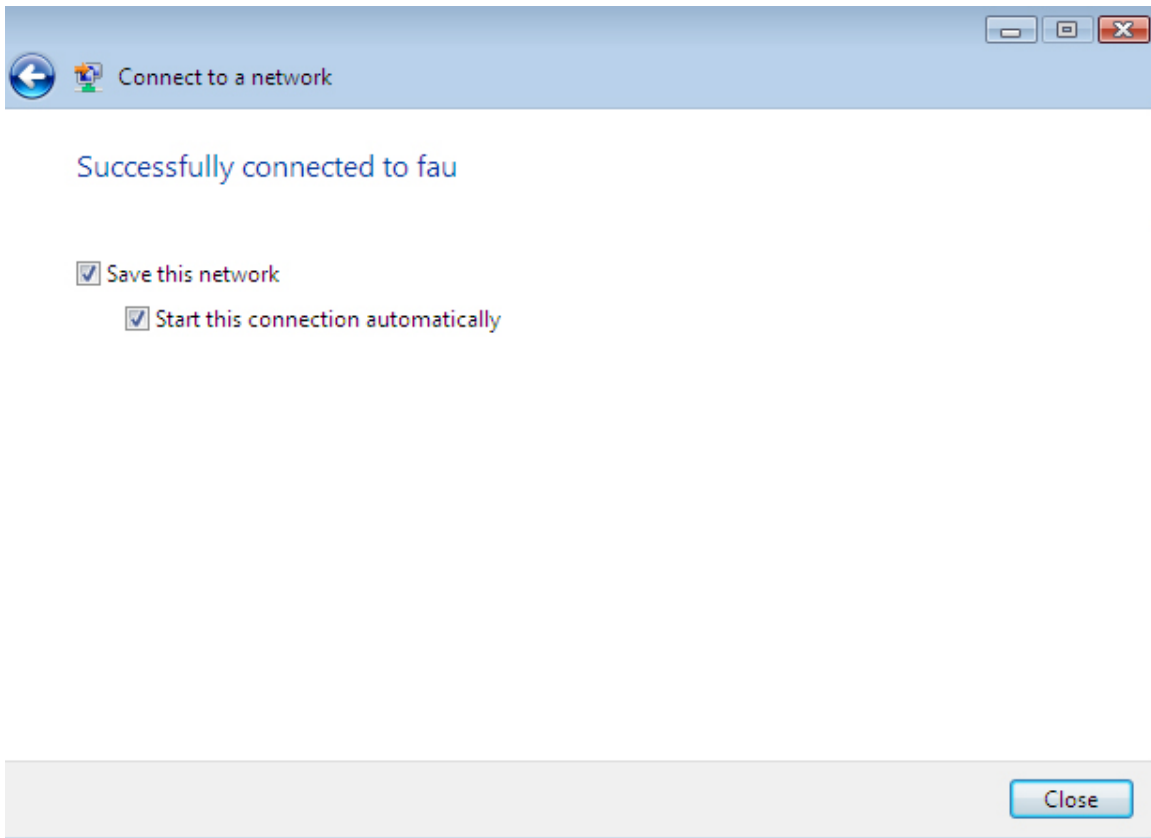 Connect to a network
Successfully connected to fau
Save this network
Start this connection automatically
Close